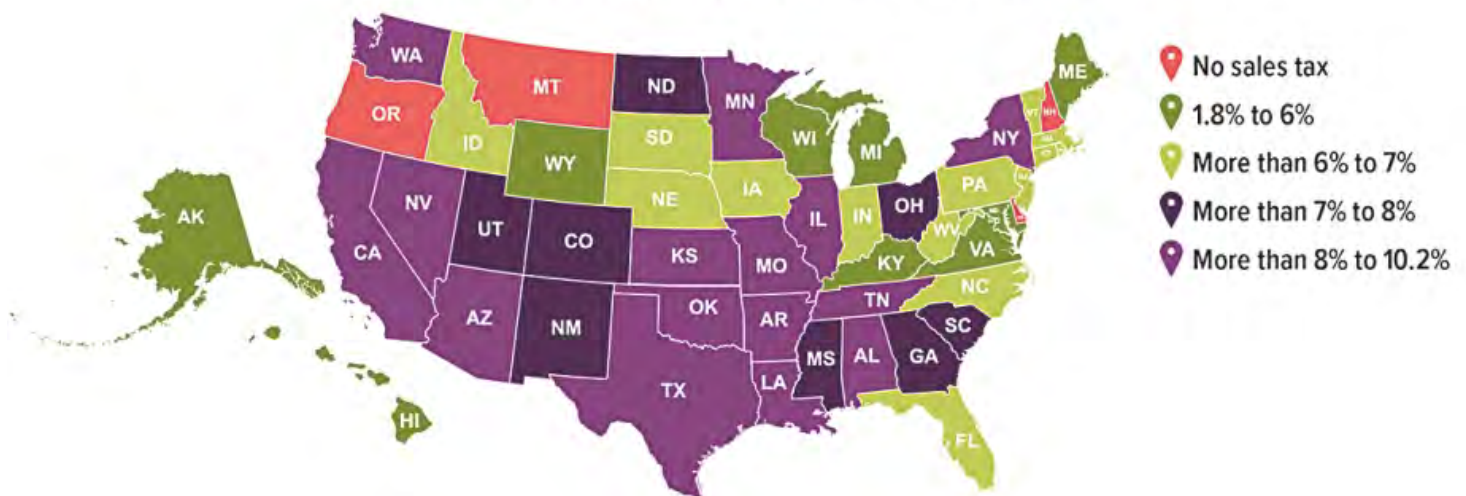 WA
MT
ND
MN
ME
OR
ID
SD
WI
MI
VT
NH
NY
WY
IA
PA
NE
AK
NV
UT
CO
IL
IN
OH
WV
VA
CA
KS
MO
KY
NC
AZ
NM
OK
AR
TN
SC
MS
AL
GA
TX
LA
HI
FL
No sales tax
1.8% to 6%
More than 6% to 7%
More than 7% to 8%
More than 8% to 10.2%